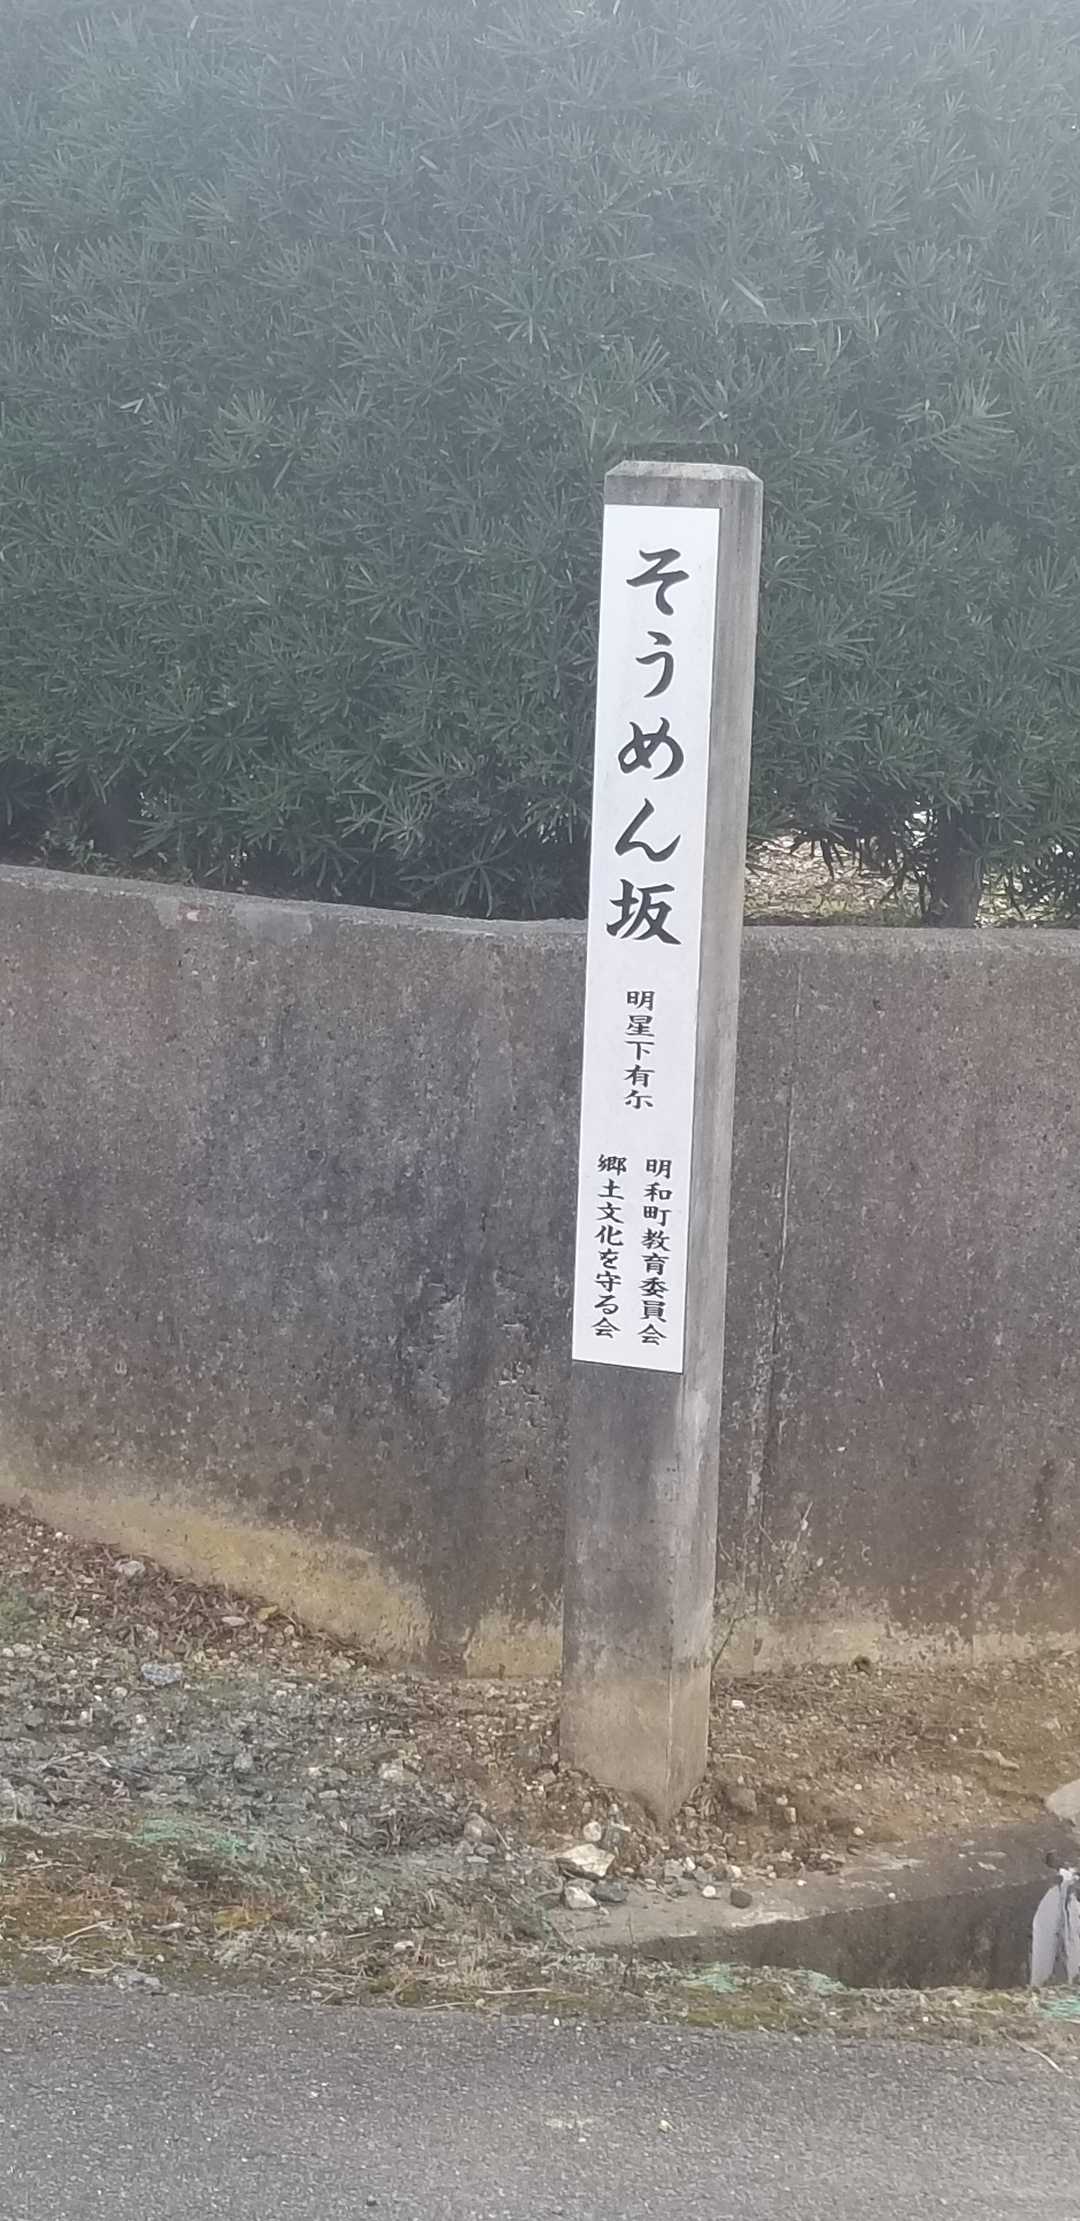 そうめん坂
明星下有尓
明和町教育委員会
郷土文化を守る会